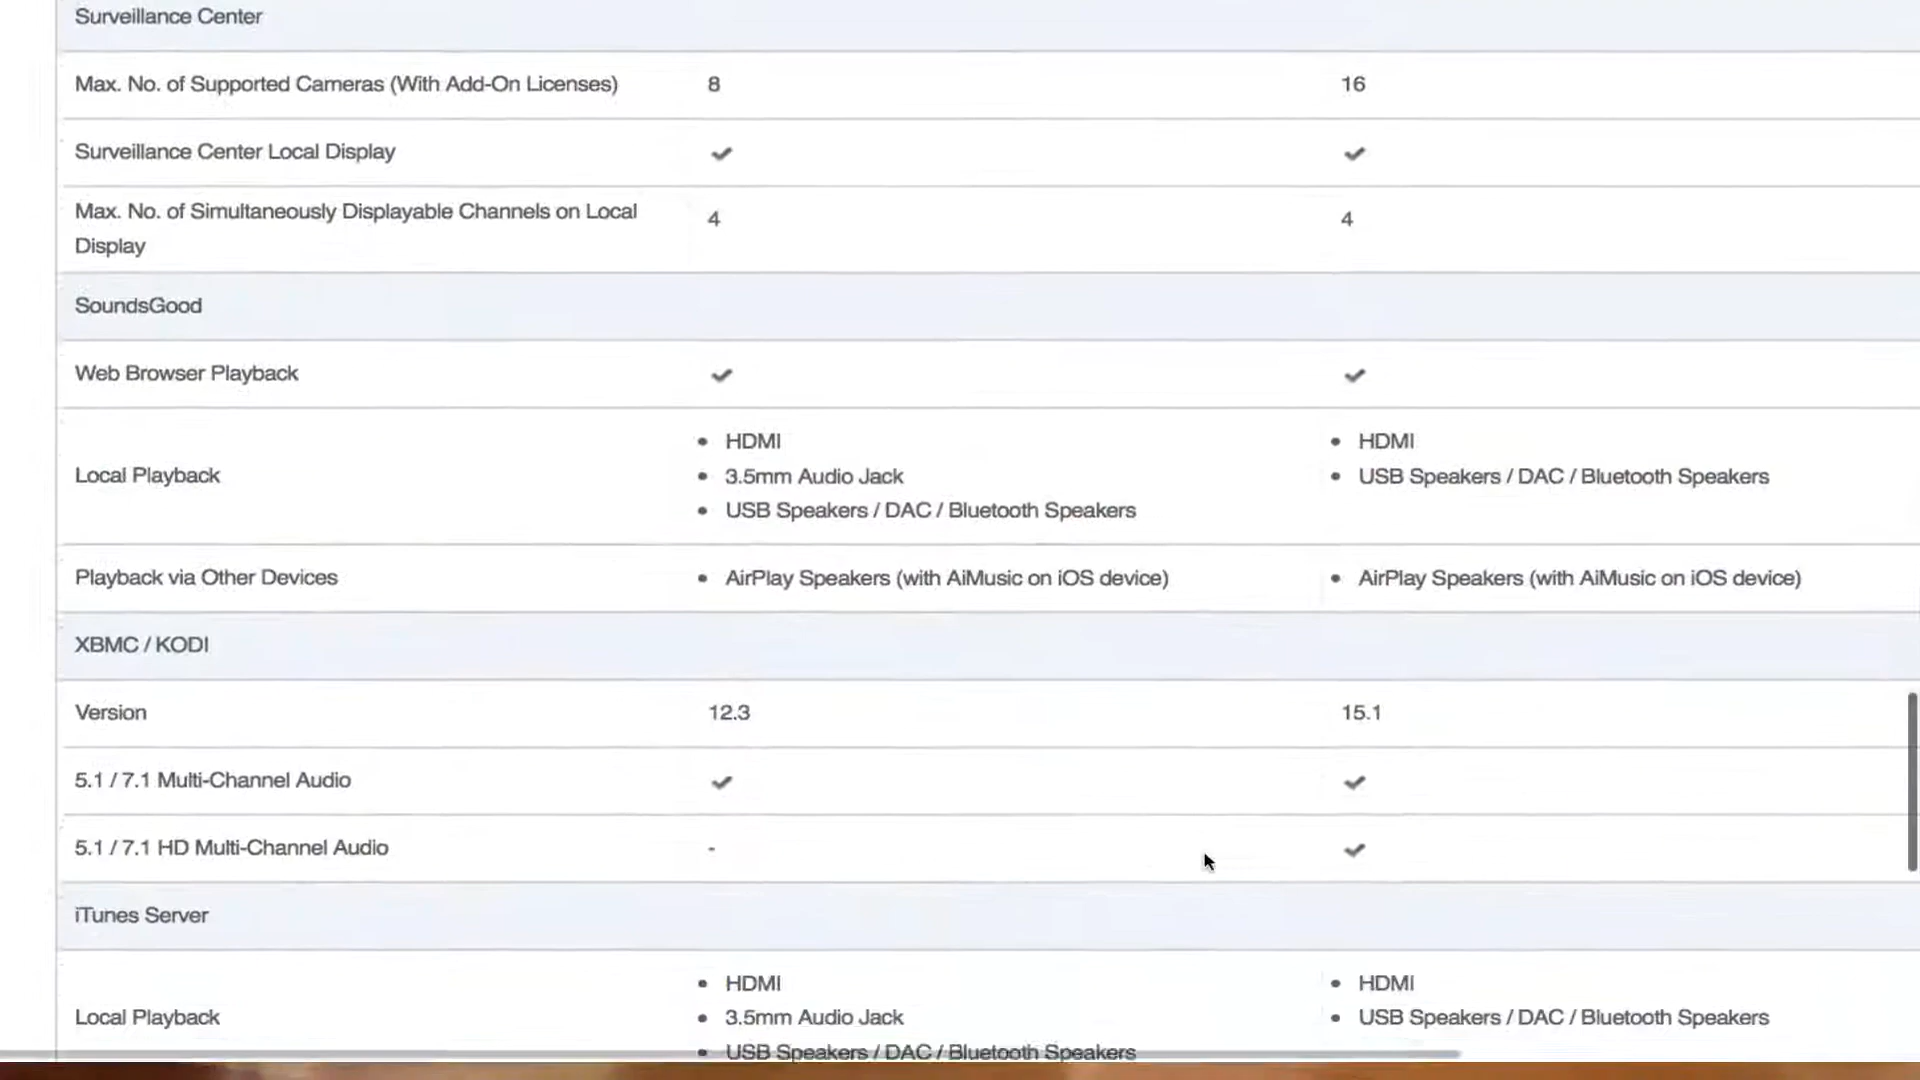 Surveillance Center
Max. No. of Supported Cameras (With Add-On Licenses) 8 16
Surveillance Center Local Display ✓ ✓
Max. No. of Simultaneously Displayable Channels on Local
Display
4 4
SoundsGood
Web Browser Playback ✓ ✓
Local Playback
• HDMI
• 3.5mm Audio Jack
• USB Speakers / DAC / Bluetooth Speakers
• HDMI
• USB Speakers / DAC / Bluetooth Speakers
Playback via Other Devices • AirPlay Speakers (with AiMusic on iOS device) • AirPlay Speakers (with AiMusic on iOS device)
XBMC / KODI
Version 12.3 15.1
5.1 / 7.1 Multi-Channel Audio ✓ ✓
5.1 / 7.1 HD Multi-Channel Audio - ✓
iTunes Server
Local Playback
• HDMI
• 3.5mm Audio Jack
• USB Speakers / DAC / Bluetooth Speakers
• HDMI
• USB Speakers / DAC / Bluetooth Speakers